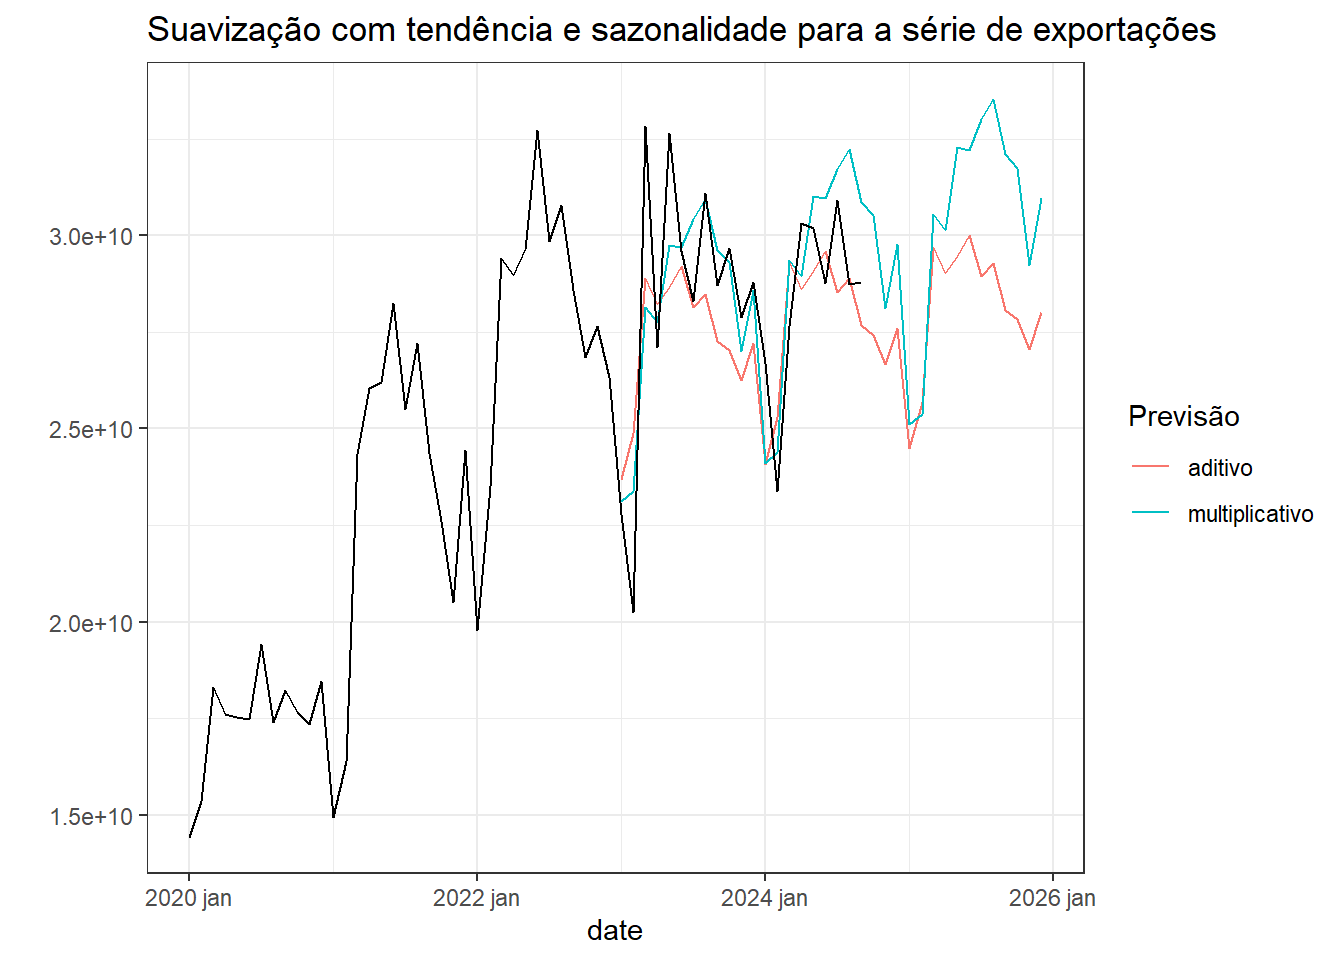 Suavização com tendência e sazonalidade para a série de exportações
3.0e+10
2.5e+10
2.0e+10
1.5e+10
2020 jan
2022 jan
2024 jan
2026 jan
date
Previsão
aditivo
multiplicativo